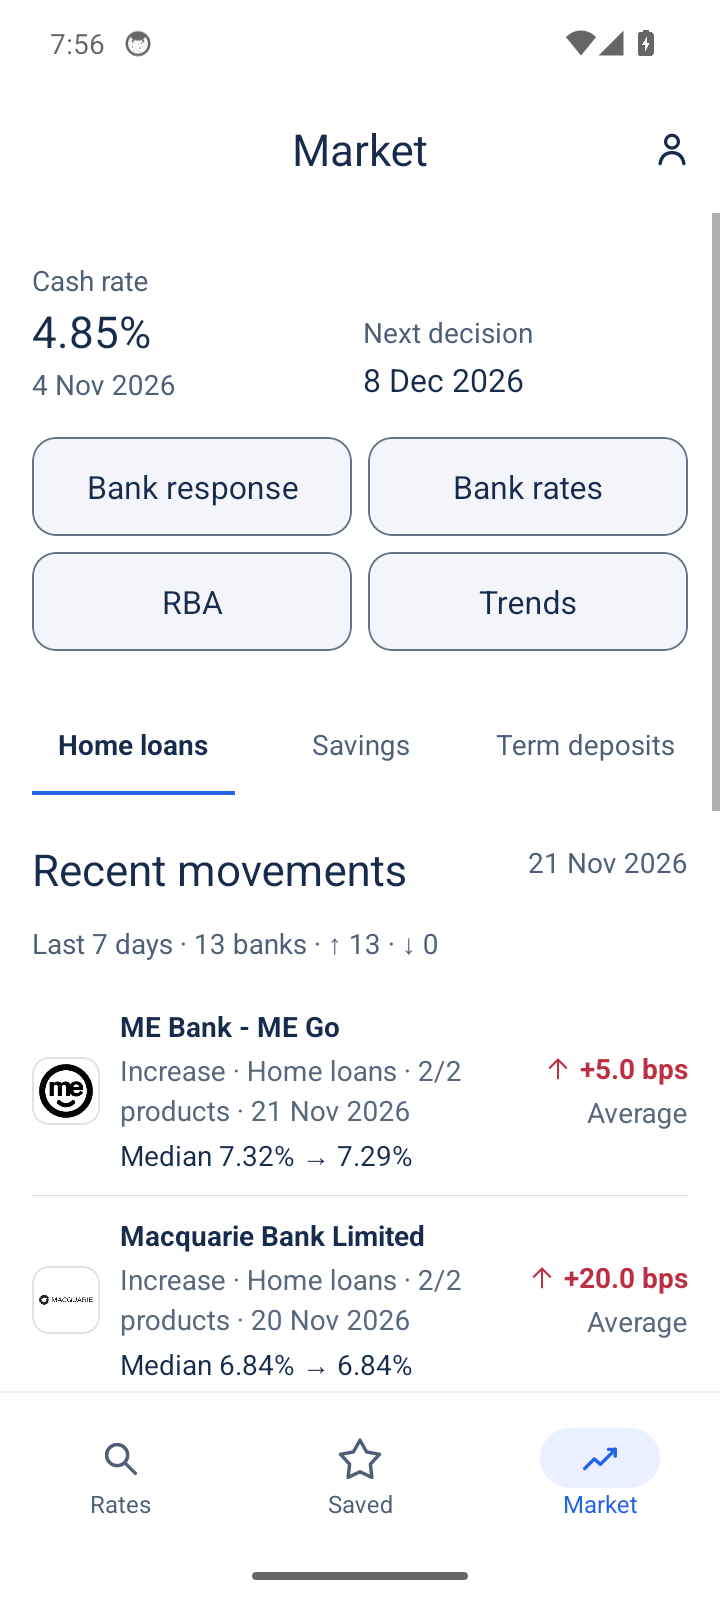 7:56
Market
Cash rate
4.85%
4 Nov 2026
Next decision
8 Dec 2026
Bank response
Bank rates
RBA
Trends
Home loans
Savings
Term deposits
Recent movements
21 Nov 2026
Last 7 days · 13 banks · ↑ 13 · ↓ 0
ME Bank - ME Go
me
Increase · Home loans · 2/2
products · 21 Nov 2026
Median 7.32% → 7.29%
↑ +5.0 bps
Average
Macquarie Bank Limited
MACQUARIE
Increase · Home loans · 2/2
products · 20 Nov 2026
Median 6.84% → 6.84%
↑ +20.0 bps
Average
Rates
Saved
Market